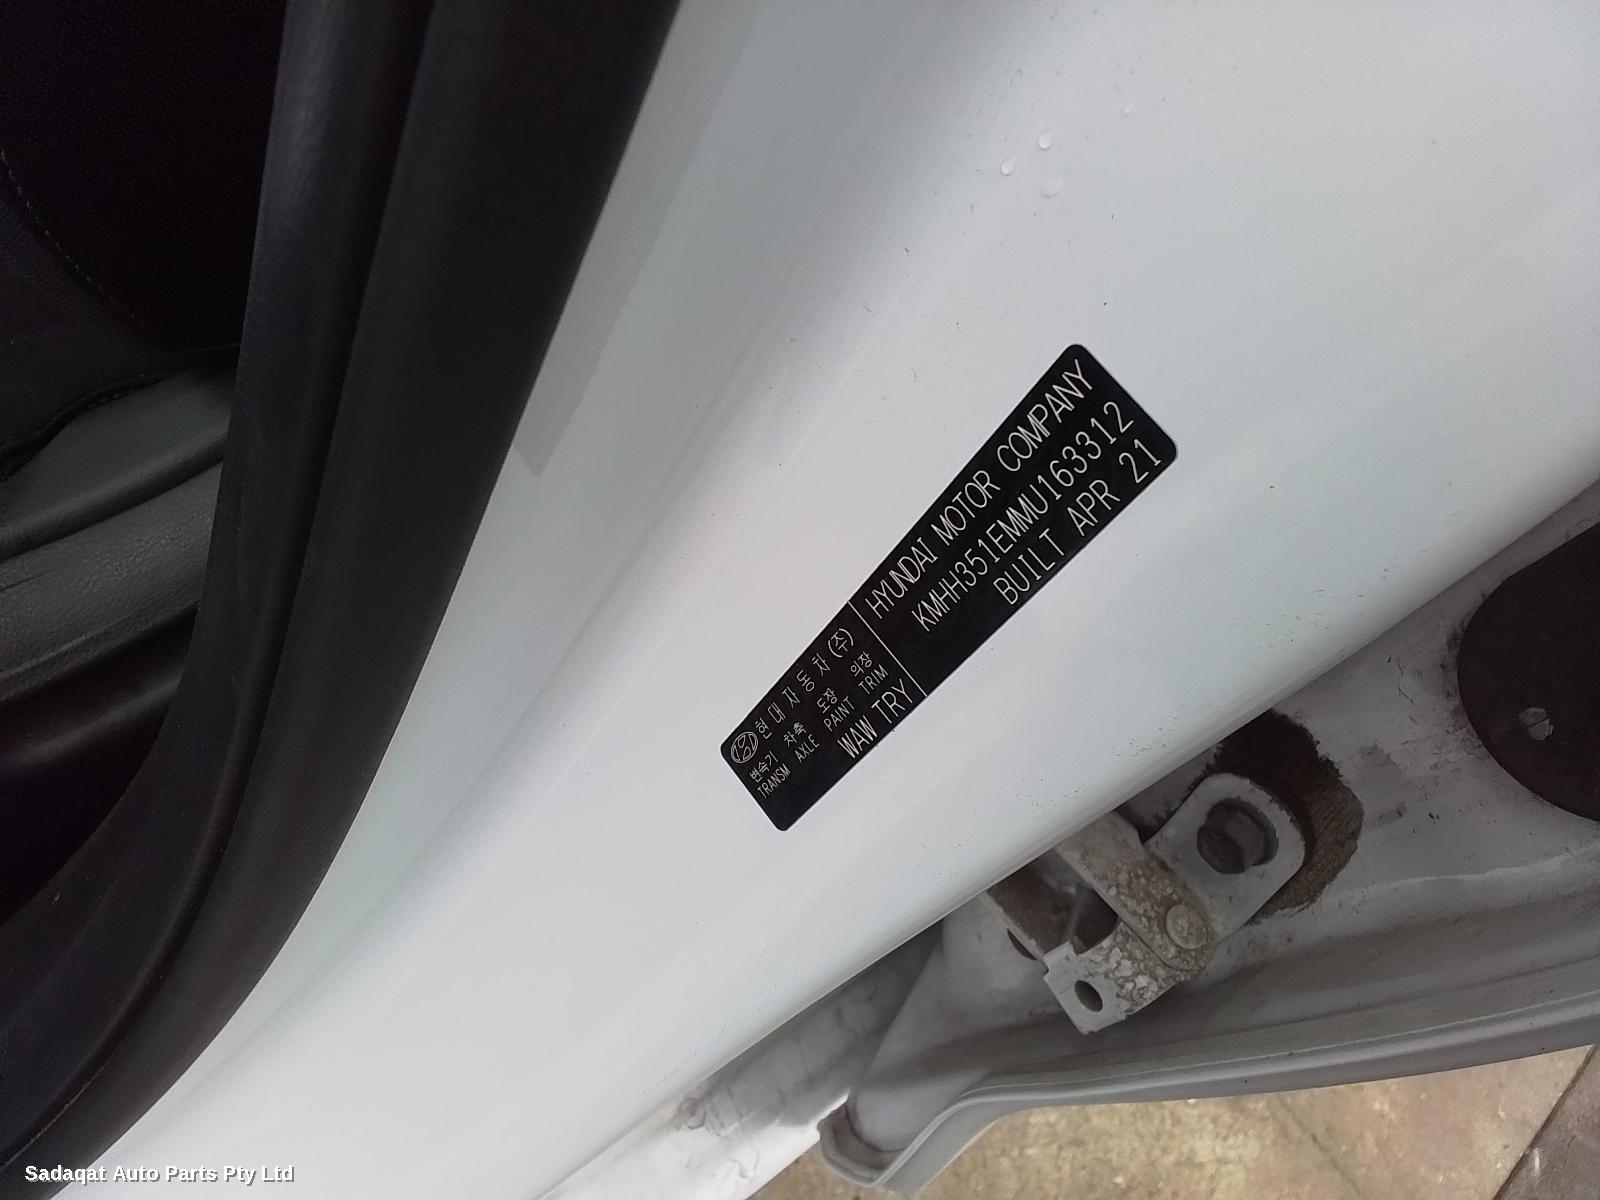 현대자동차(주)
HYUNDAI MOTOR COMPANY
변속기 차축 도장 의장
TRANSM AXLE PAINT TRIM
KMHH351EMMU163312
WAW TRY
BUILT APR 21
Sadaqat Auto Parts Pty Ltd